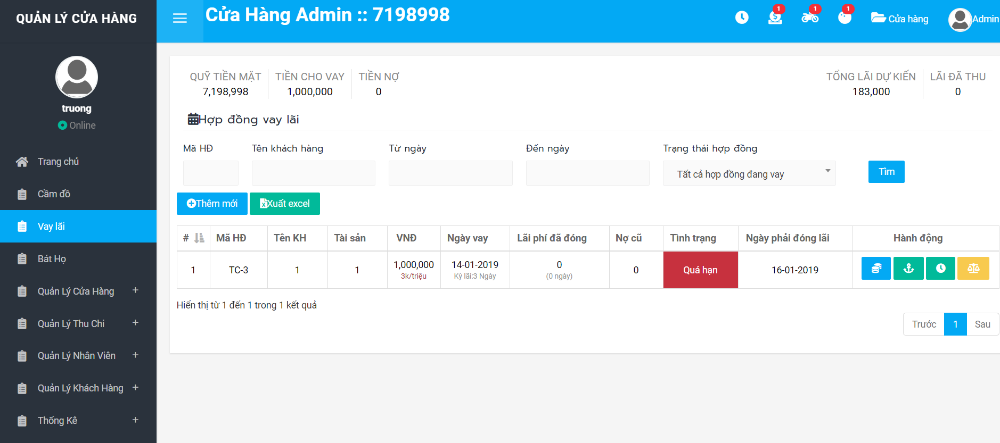 QUẢN LÝ CỬA HÀNG
Cửa Hàng Admin :: 7198998
1
1
1
Cửa hàng
Admin
truong
Online
Trang chủ
Cầm đồ
Vay lãi
Bát Họ
Quản Lý Cửa Hàng +
Quản Lý Thu Chi +
Quản Lý Nhân Viên +
Quản Lý Khách Hàng +
Thống Kê +
QUỸ TIỀN MẶT TIỀN CHO VAY TIỀN NỢ TỔNG LÃI DỰ KIẾN LÃI ĐÃ THU
7,198,998 1,000,000 0 183,000 0
Hợp đồng vay lãi
Mã HĐ Tên khách hàng Từ ngày Đến ngày Trạng thái hợp đồng
Tất cả hợp đồng đang vay Tìm
Thêm mới Xuất excel
# Mã HĐ Tên KH Tài sản VNĐ Ngày vay Lãi phí đã đóng Nợ cũ Tình trạng Ngày phải đóng lãi Hành động
1 TC-3 1 1 1,000,000 14-01-2019 0 0 Quá hạn 16-01-2019
3k/triệu Kỳ lãi:3 Ngày (0 ngày)
Hiển thị từ 1 đến 1 trong 1 kết quả
Trước 1 Sau